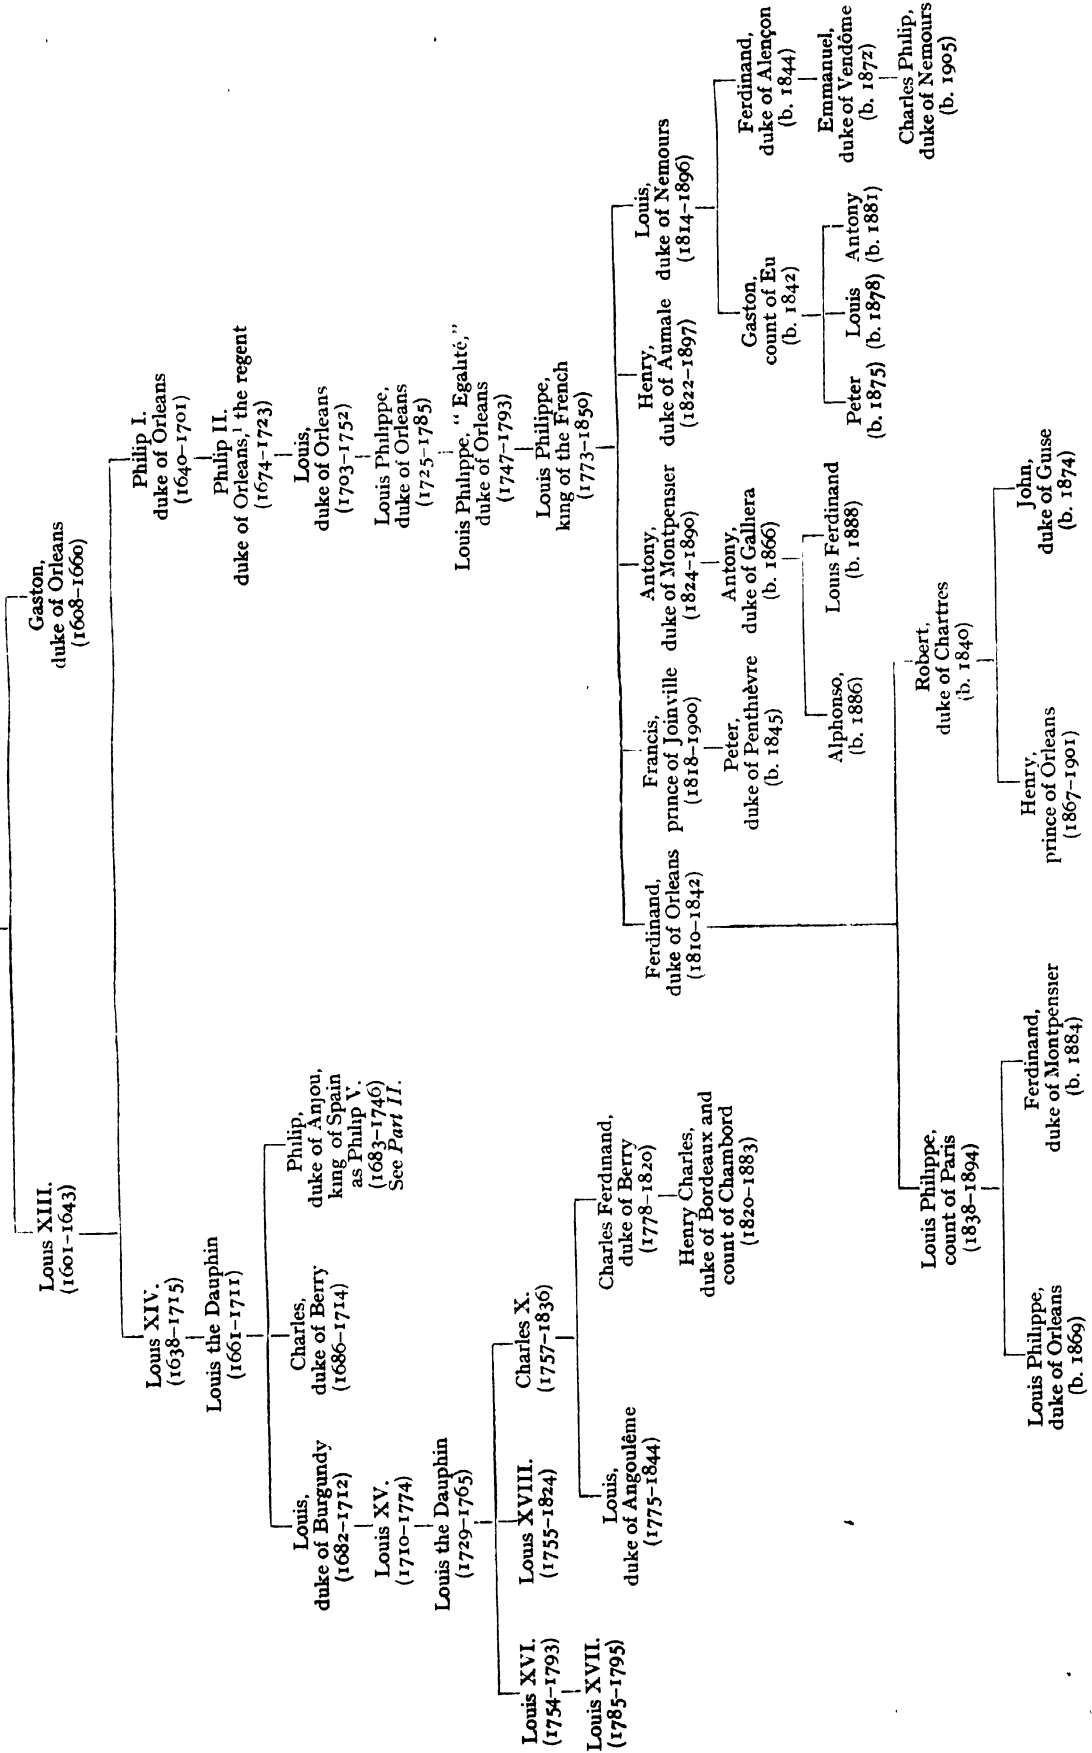 Louis XIII.
(1601–1643)
Gaston,
duke of Orleans
(1608–1660)
Louis XIV.
(1638–1715)
Philip I.
duke of Orleans
(1640–1701)
Louis the Dauphin
(1661–1711)
Philip II.
duke of Orleans,¹ the regent
(1674–1723)
Louis,
duke of Burgundy
(1682–1712)
Charles,
duke of Berry
(1686–1714)
Philip,
duke of Anjou,
king of Spain
as Philip V.
(1683–1746)
See Part II.
Louis,
duke of Orleans
(1703–1752)
Louis XV.
(1710–1774)
Louis Philippe,
duke of Orleans
(1725–1785)
Louis the Dauphin
(1729–1765)
Louis Philippe, “ Egalité,”
duke of Orleans
(1747–1793)
Louis XVI.
(1754–1793)
Louis XVIII.
(1755–1824)
Charles X.
(1757–1836)
Louis Philippe,
king of the French
(1773–1850)
Louis XVII.
(1785–1795)
Louis,
duke of Angoulême
(1775–1844)
Charles Ferdinand,
duke of Berry
(1778–1820)
Henry Charles,
duke of Bordeaux and
count of Chambord
(1820–1883)
Ferdinand,
duke of Orleans
(1810–1842)
Francis,
prince of Joinville
(1818–1900)
Antony,
duke of Montpensier
(1824–1890)
Henry,
duke of Aumale
(1822–1897)
Louis,
duke of Nemours
(1814–1896)
Peter,
duke of Penthièvre
(b. 1845)
Antony,
duke of Galliera
(b. 1866)
Gaston,
count of Eu
(b. 1842)
Ferdinand,
duke of Alençon
(b. 1844)
Alphonso,
(b. 1886)
Louis Ferdinand
(b. 1888)
Peter
(b. 1875)
Louis
(b. 1878)
Antony
(b. 1881)
Emmanuel,
duke of Vendôme
(b. 1872)
Charles Philip,
duke of Nemours
(b. 1905)
Louis Philippe,
count of Paris
(1838–1894)
Robert,
duke of Chartres
(b. 1840)
Louis Philippe,
duke of Orleans
(b. 1869)
Ferdinand,
duke of Montpensier
(b. 1884)
Henry,
prince of Orleans
(1867–1901)
John,
duke of Guise
(b. 1874)